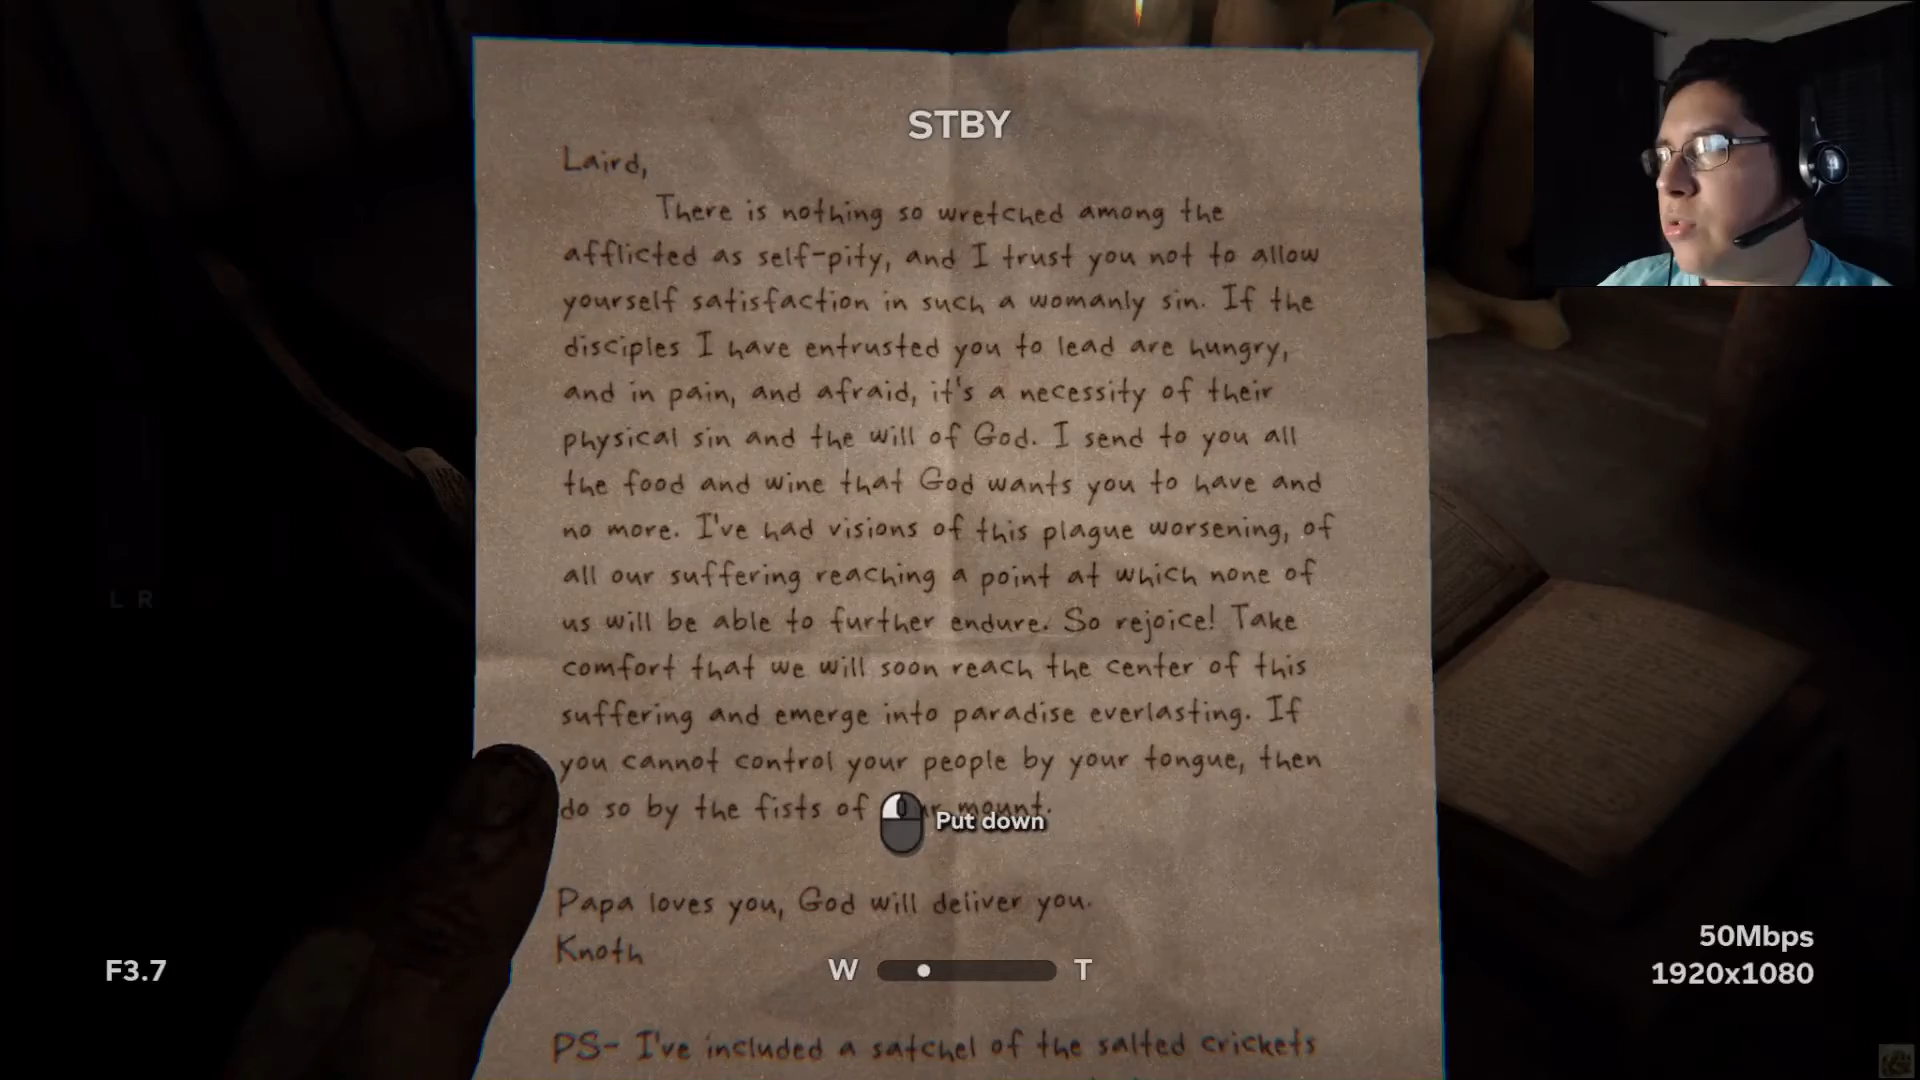 STBY
Laird,
There is nothing so wretched among the
afflicted as self-pity, and I trust you not to allow
yourself satisfaction in such a womanly sin. If the
disciples I have entrusted you to lead are hungry,
and in pain, and afraid, it's a necessity of their
physical sin and the will of God. I send to you all
the food and wine that God wants you to have and
no more. I've had visions of this plague worsening, of
all our suffering reaching a point at which none of
us will be able to further endure. So rejoice! Take
comfort that we will soon reach the center of this
suffering and emerge into paradise everlasting. If
you cannot control your people by your tongue, then
do so by the fists of mount.
Put down
Papa loves you, God will deliver you.
Knoth
PS- I've included a satchel of the salted crickets
L R
F3.7
W T
50Mbps
1920x1080